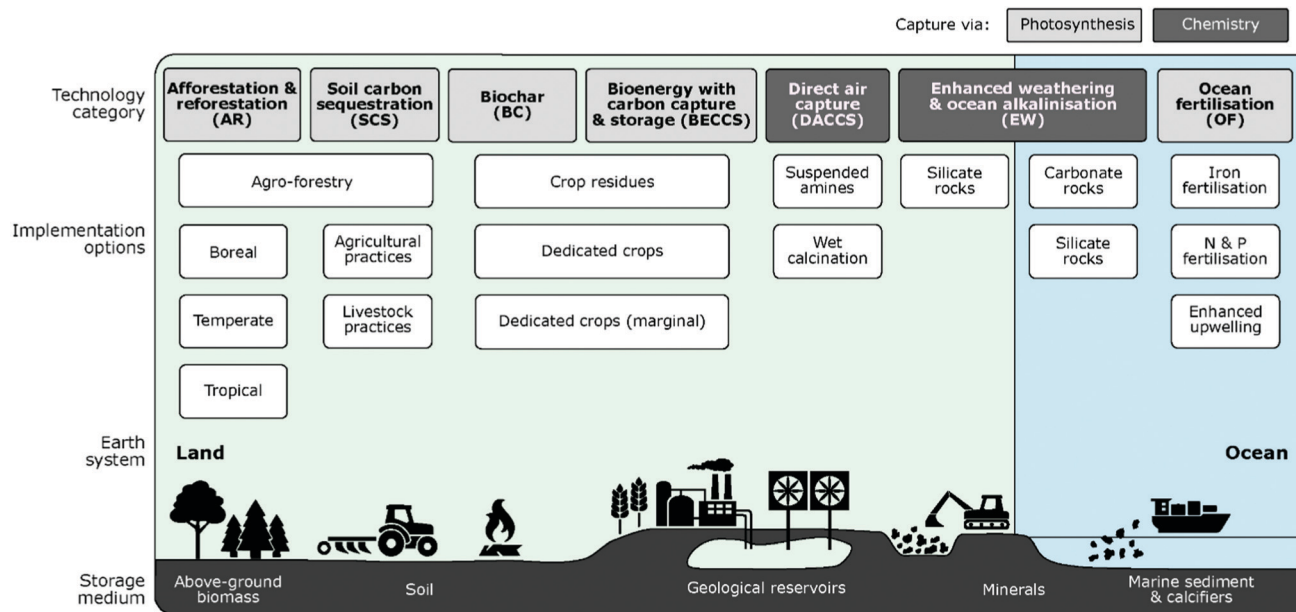 Capture via:
Photosynthesis
Chemistry
Technology
category
Afforestation &
reforestation
(AR)
Soil carbon
sequestration
(SCS)
Biochar
(BC)
Bioenergy with
carbon capture
& storage (BECCS)
Direct air
capture
(DACCS)
Enhanced weathering
& ocean alkalinisation
(EW)
Ocean
fertilisation
(OF)
Implementation
options
Agro-forestry
Crop residues
Suspended
amines
Silicate
rocks
Carbonate
rocks
Iron
fertilisation
Boreal
Agricultural
practices
Dedicated crops
Wet
calcination
Silicate
rocks
N & P
fertilisation
Temperate
Livestock
practices
Dedicated crops (marginal)
Enhanced
upwelling
Tropical
Earth
system
Land
Ocean
Storage
medium
Above-ground
biomass
Soil
Geological reservoirs
Minerals
Marine sediment
& calcifiers